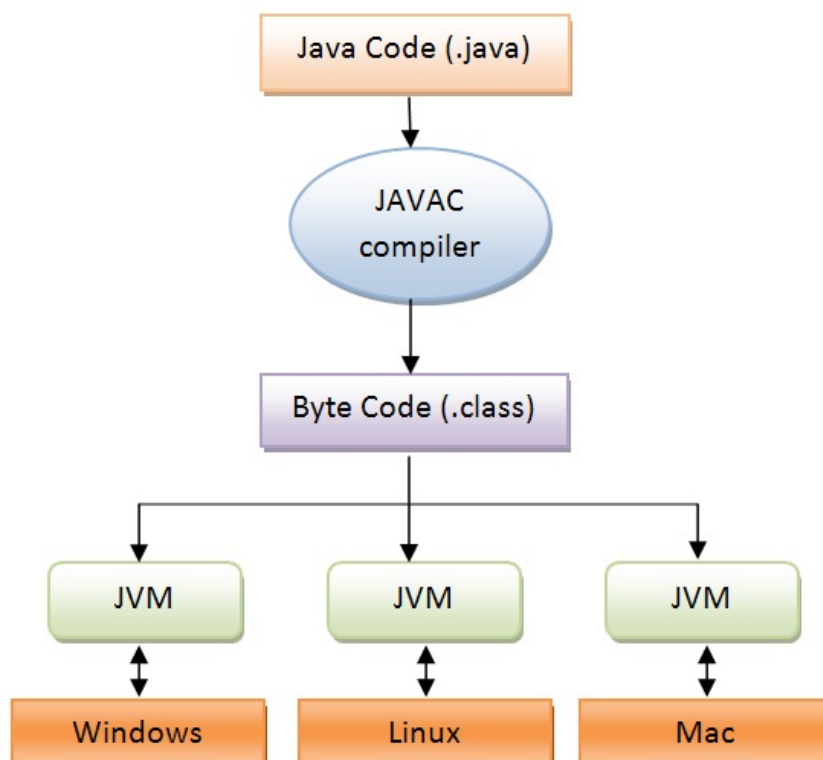 Java Code (.java)
JAVAC
compiler
Byte Code (.class)
JVM
JVM
JVM
Windows
Linux
Mac